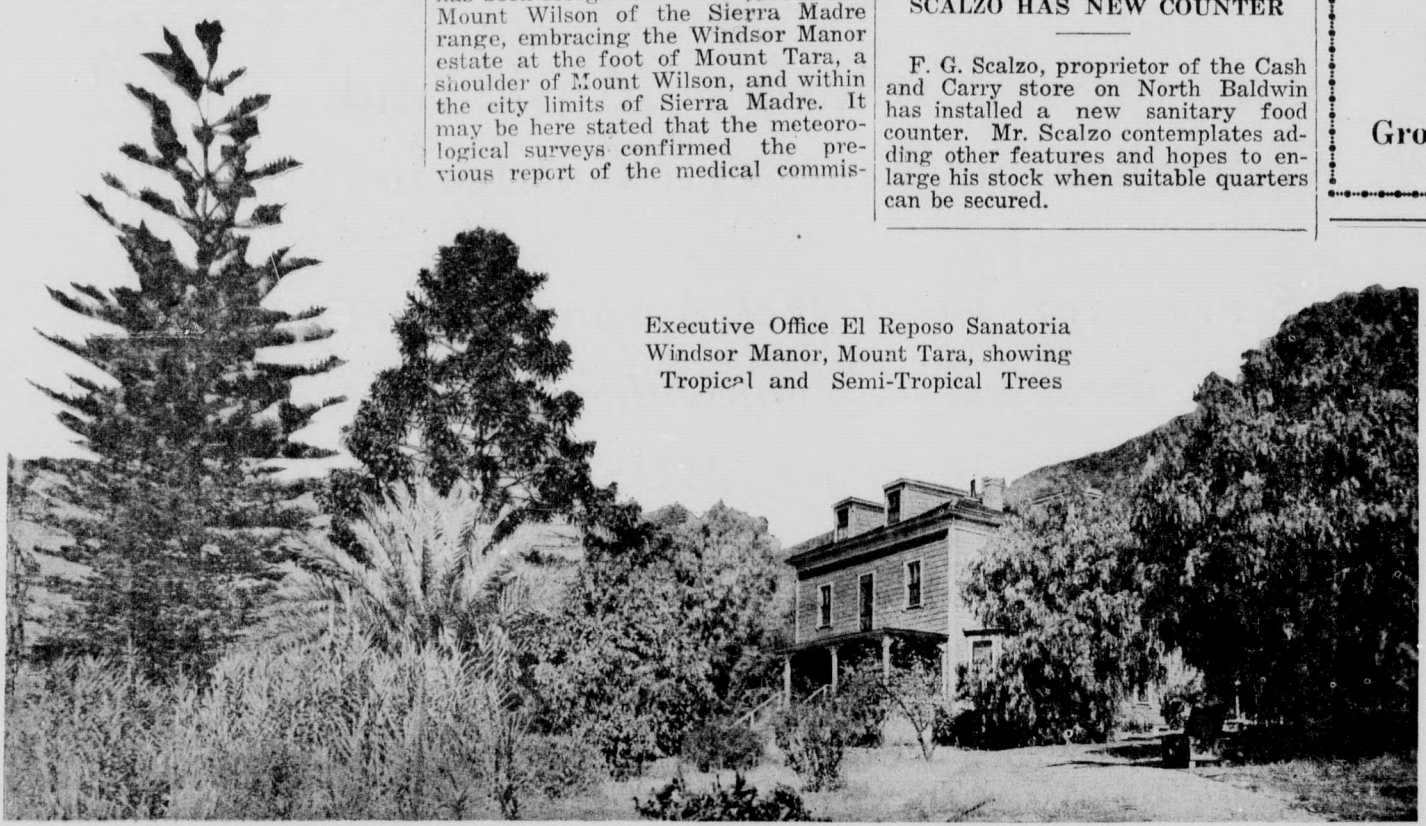 Mount Wilson of the Sierra Madre
range, embracing the Windsor Manor
estate at the foot of Mount Tara, a
shoulder of Mount Wilson, and within
the city limits of Sierra Madre. It
may be here stated that the meteoro-
logical surveys confirmed the pre-
vious report of the medical commis-
SCALZO HAS NEW COUNTER
F. G. Scalzo, proprietor of the Cash
and Carry store on North Baldwin
has installed a new sanitary food
counter. Mr. Scalzo contemplates ad-
ding other features and hopes to en-
large his stock when suitable quarters
can be secured.
Gro
Executive Office El Reposo Sanatoria
Windsor Manor, Mount Tara, showing
Tropical and Semi-Tropical Trees